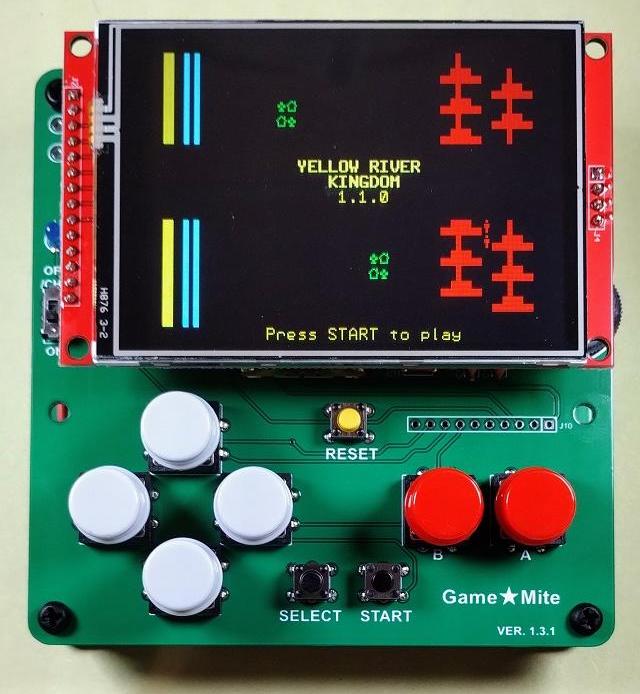 YELLOW RIVER
KINGDOM
1.1.0
Press START to play
H876 3-2
J4
J10
RESET
B
A
SELECT
START
Game★Mite
VER. 1.3.1